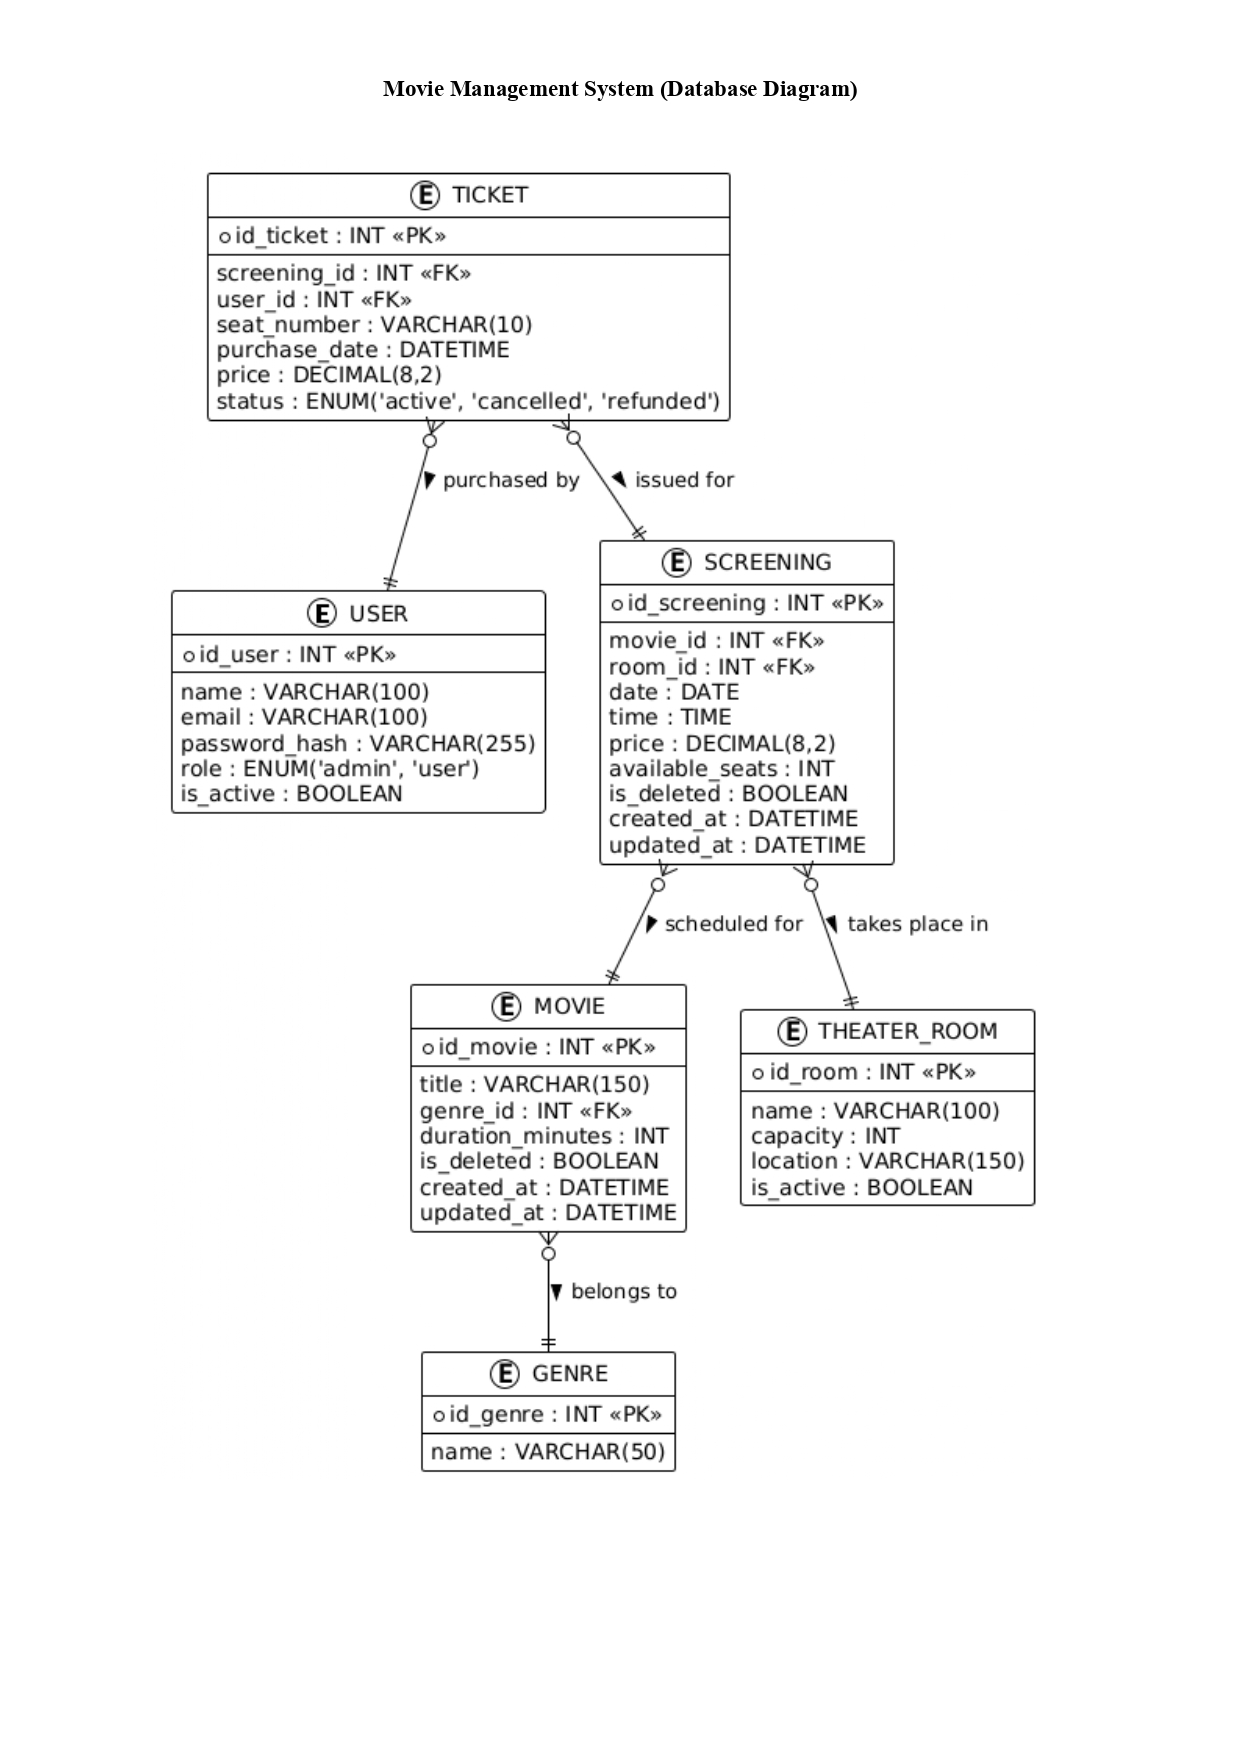 Movie Management System (Database Diagram)
E TICKET
id_ticket : INT «PK»
screening_id : INT «FK»
user_id : INT «FK»
seat_number : VARCHAR(10)
purchase_date : DATETIME
price : DECIMAL(8,2)
status : ENUM('active', 'cancelled', 'refunded')
purchased by
issued for
E USER
id_user : INT «PK»
name : VARCHAR(100)
email : VARCHAR(100)
password_hash : VARCHAR(255)
role : ENUM('admin', 'user')
is_active : BOOLEAN
E SCREENING
id_screening : INT «PK»
movie_id : INT «FK»
room_id : INT «FK»
date : DATE
time : TIME
price : DECIMAL(8,2)
available_seats : INT
is_deleted : BOOLEAN
created_at : DATETIME
updated_at : DATETIME
scheduled for
takes place in
E MOVIE
id_movie : INT «PK»
title : VARCHAR(150)
genre_id : INT «FK»
duration_minutes : INT
is_deleted : BOOLEAN
created_at : DATETIME
updated_at : DATETIME
E THEATER_ROOM
id_room : INT «PK»
name : VARCHAR(100)
capacity : INT
location : VARCHAR(150)
is_active : BOOLEAN
belongs to
E GENRE
id_genre : INT «PK»
name : VARCHAR(50)